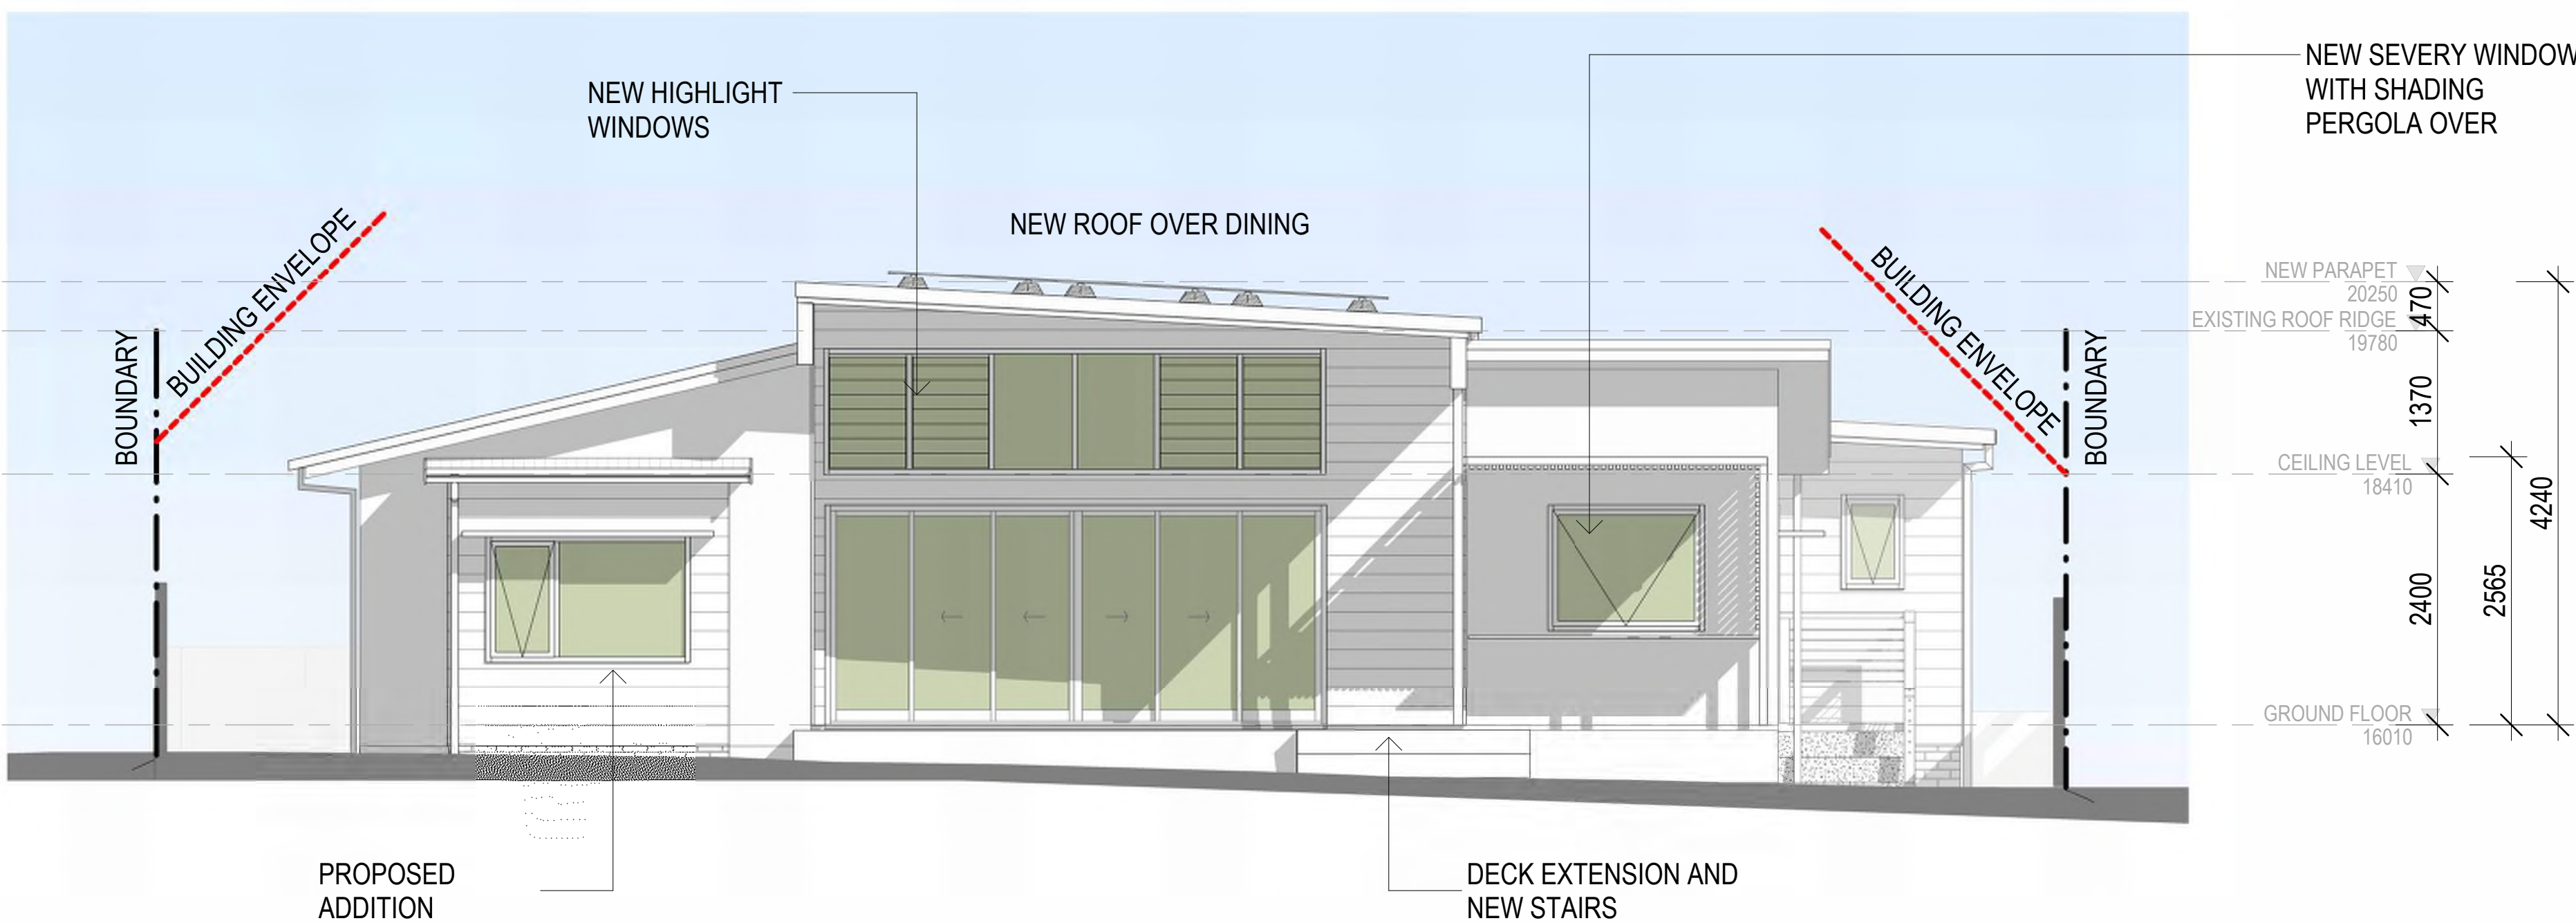 NEW SEVERY WINDOW
WITH SHADING
PERGOLA OVER
NEW HIGHLIGHT
WINDOWS
NEW ROOF OVER DINING
BUILDING ENVELOPE
BUILDING ENVELOPE
BOUNDARY
BOUNDARY
NEW PARAPET
20250
470
EXISTING ROOF RIDGE
19780
1370
CEILING LEVEL
18410
4240
2565
2400
GROUND FLOOR
16010
PROPOSED
ADDITION
DECK EXTENSION AND
NEW STAIRS